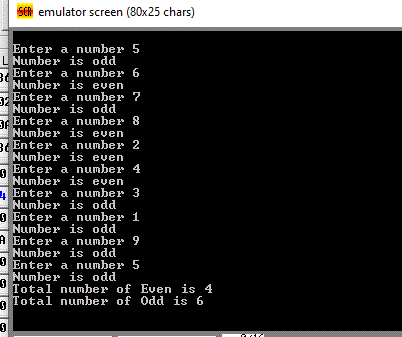 emulator screen (80x25 chars)
Enter a number 5
Number is odd
Enter a number 6
Number is even
Enter a number 7
Number is odd
Enter a number 8
Number is even
Enter a number 2
Number is even
Enter a number 4
Number is even
Enter a number 3
Number is odd
Enter a number 1
Number is odd
Enter a number 9
Number is odd
Enter a number 5
Number is odd
Total number of Even is 4
Total number of Odd is 6